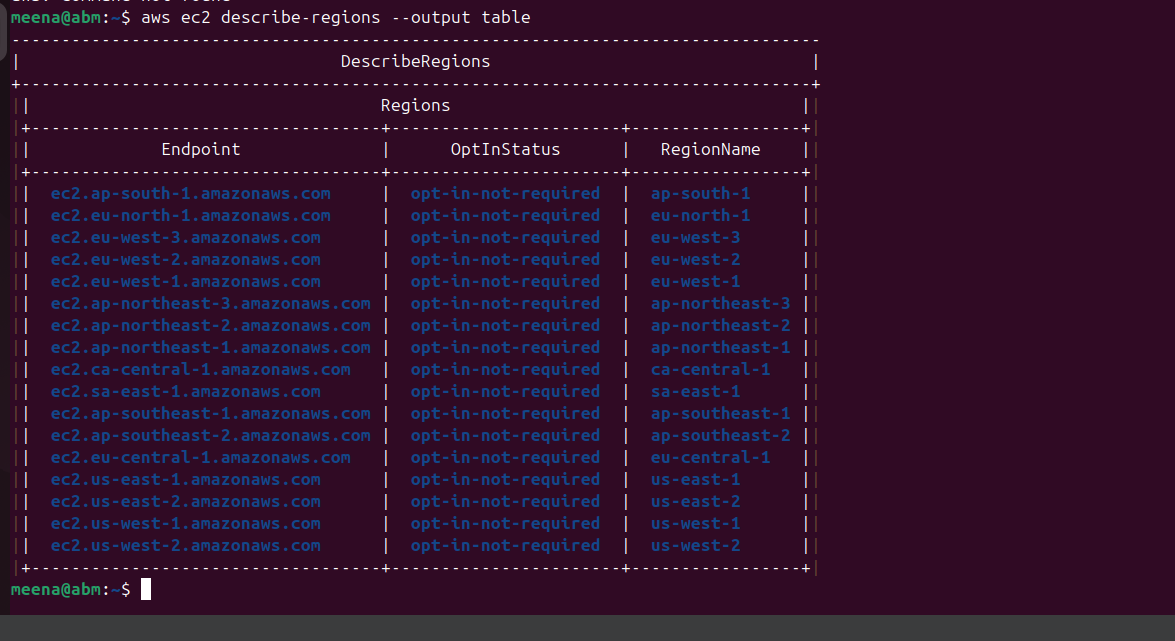 meena@abm:~$ aws ec2 describe-regions --output table
--------------------------------------------------------------------------------
|                                DescribeRegions                               |
+------------------------------------------------------------------------------+
||                                   Regions                                  ||
|+-----------------------------------+-----------------------+----------------+|
||             Endpoint              |      OptInStatus      |   RegionName   ||
|+-----------------------------------+-----------------------+----------------+|
||  ec2.ap-south-1.amazonaws.com     |  opt-in-not-required  |  ap-south-1    ||
||  ec2.eu-north-1.amazonaws.com     |  opt-in-not-required  |  eu-north-1    ||
||  ec2.eu-west-3.amazonaws.com      |  opt-in-not-required  |  eu-west-3     ||
||  ec2.eu-west-2.amazonaws.com      |  opt-in-not-required  |  eu-west-2     ||
||  ec2.eu-west-1.amazonaws.com      |  opt-in-not-required  |  eu-west-1     ||
||  ec2.ap-northeast-3.amazonaws.com |  opt-in-not-required  |  ap-northeast-3 ||
||  ec2.ap-northeast-2.amazonaws.com |  opt-in-not-required  |  ap-northeast-2 ||
||  ec2.ap-northeast-1.amazonaws.com |  opt-in-not-required  |  ap-northeast-1 ||
||  ec2.ca-central-1.amazonaws.com   |  opt-in-not-required  |  ca-central-1  ||
||  ec2.sa-east-1.amazonaws.com      |  opt-in-not-required  |  sa-east-1     ||
||  ec2.ap-southeast-1.amazonaws.com |  opt-in-not-required  |  ap-southeast-1 ||
||  ec2.ap-southeast-2.amazonaws.com |  opt-in-not-required  |  ap-southeast-2 ||
||  ec2.eu-central-1.amazonaws.com   |  opt-in-not-required  |  eu-central-1  ||
||  ec2.us-east-1.amazonaws.com      |  opt-in-not-required  |  us-east-1     ||
||  ec2.us-east-2.amazonaws.com      |  opt-in-not-required  |  us-east-2     ||
||  ec2.us-west-1.amazonaws.com      |  opt-in-not-required  |  us-west-1     ||
||  ec2.us-west-2.amazonaws.com      |  opt-in-not-required  |  us-west-2     ||
|+-----------------------------------+-----------------------+----------------+|
meena@abm:~$